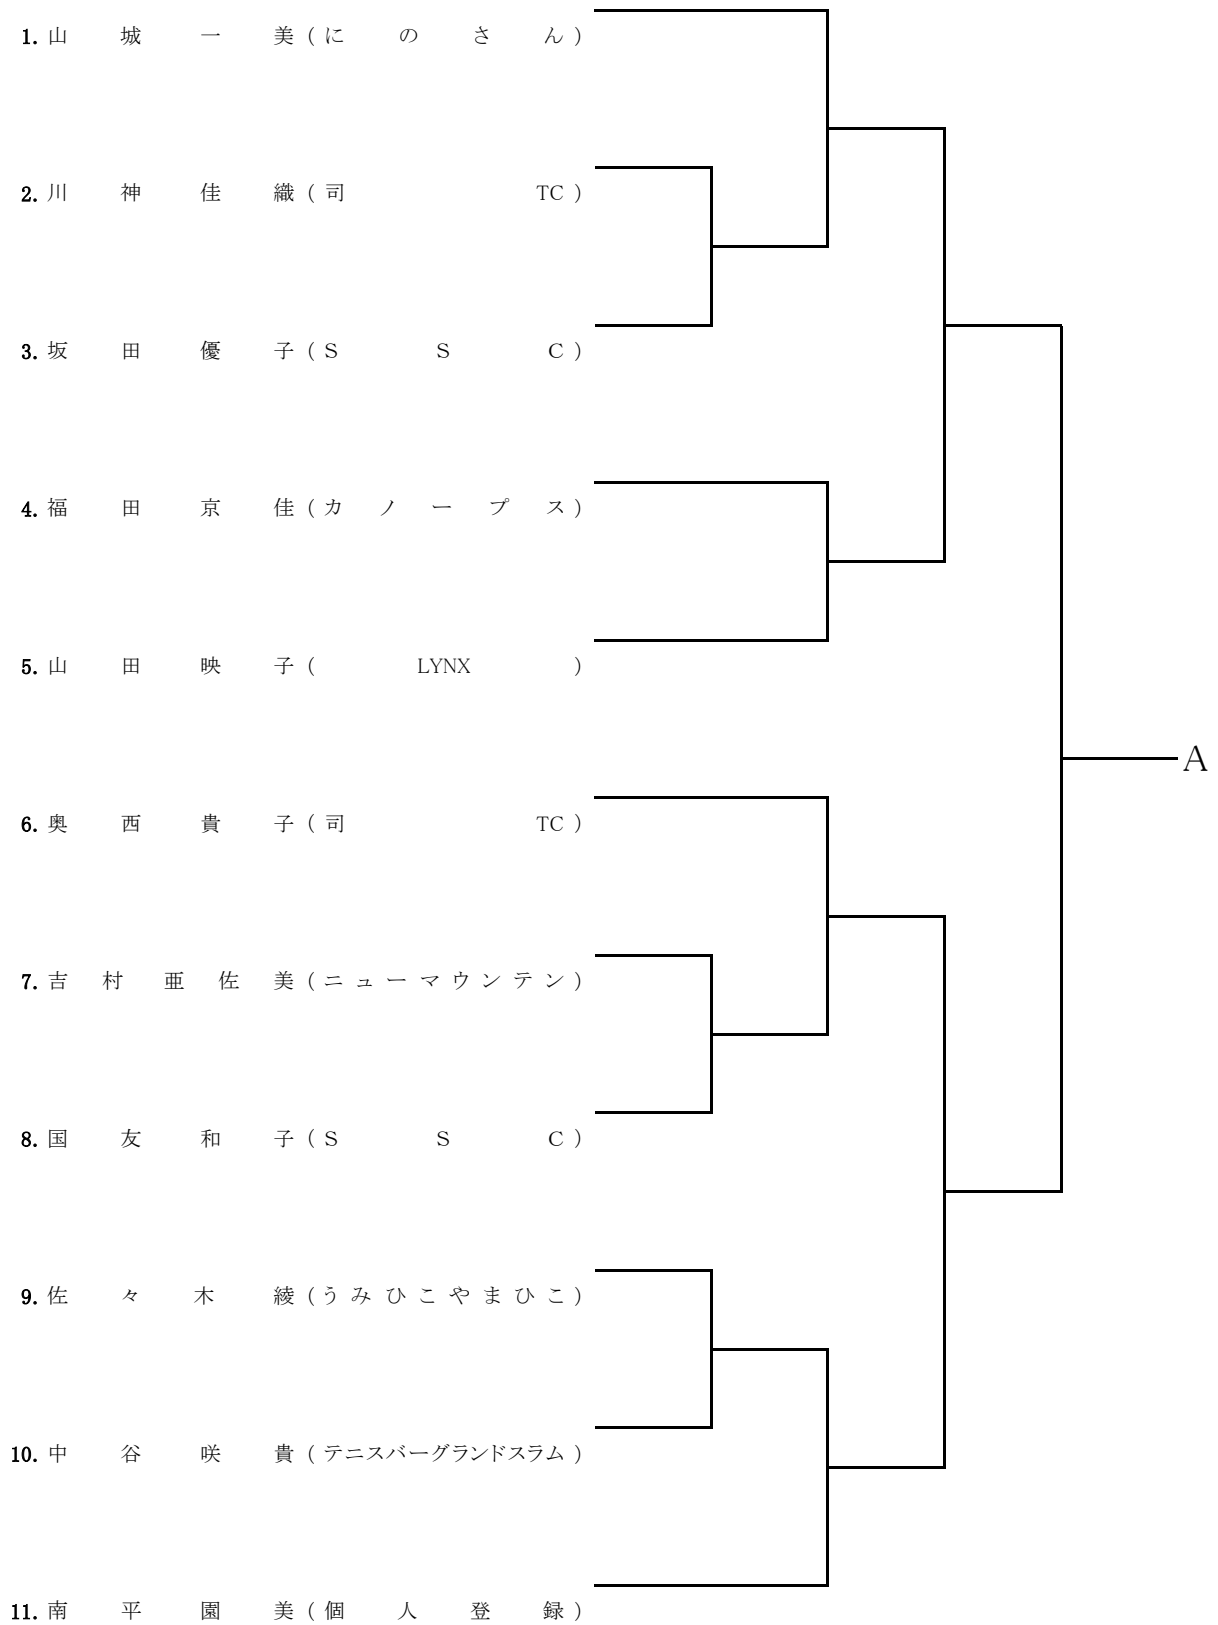 1. 山城一美 (にのさん)
2. 川神佳織 (司 TC)
3. 坂田優子 (S S C)
4. 福田京佳 (カノープス)
5. 山田映子 ( LYNX )
A
6. 奥西貴子 (司 TC)
7. 吉村亜佐美 (ニューマウンテン)
8. 国友和子 (S S C)
9. 佐々木綾 (うみひこやまひこ)
10. 中谷咲貴 (テニスバーグランドスラム)
11. 南平園美 (個人登録)